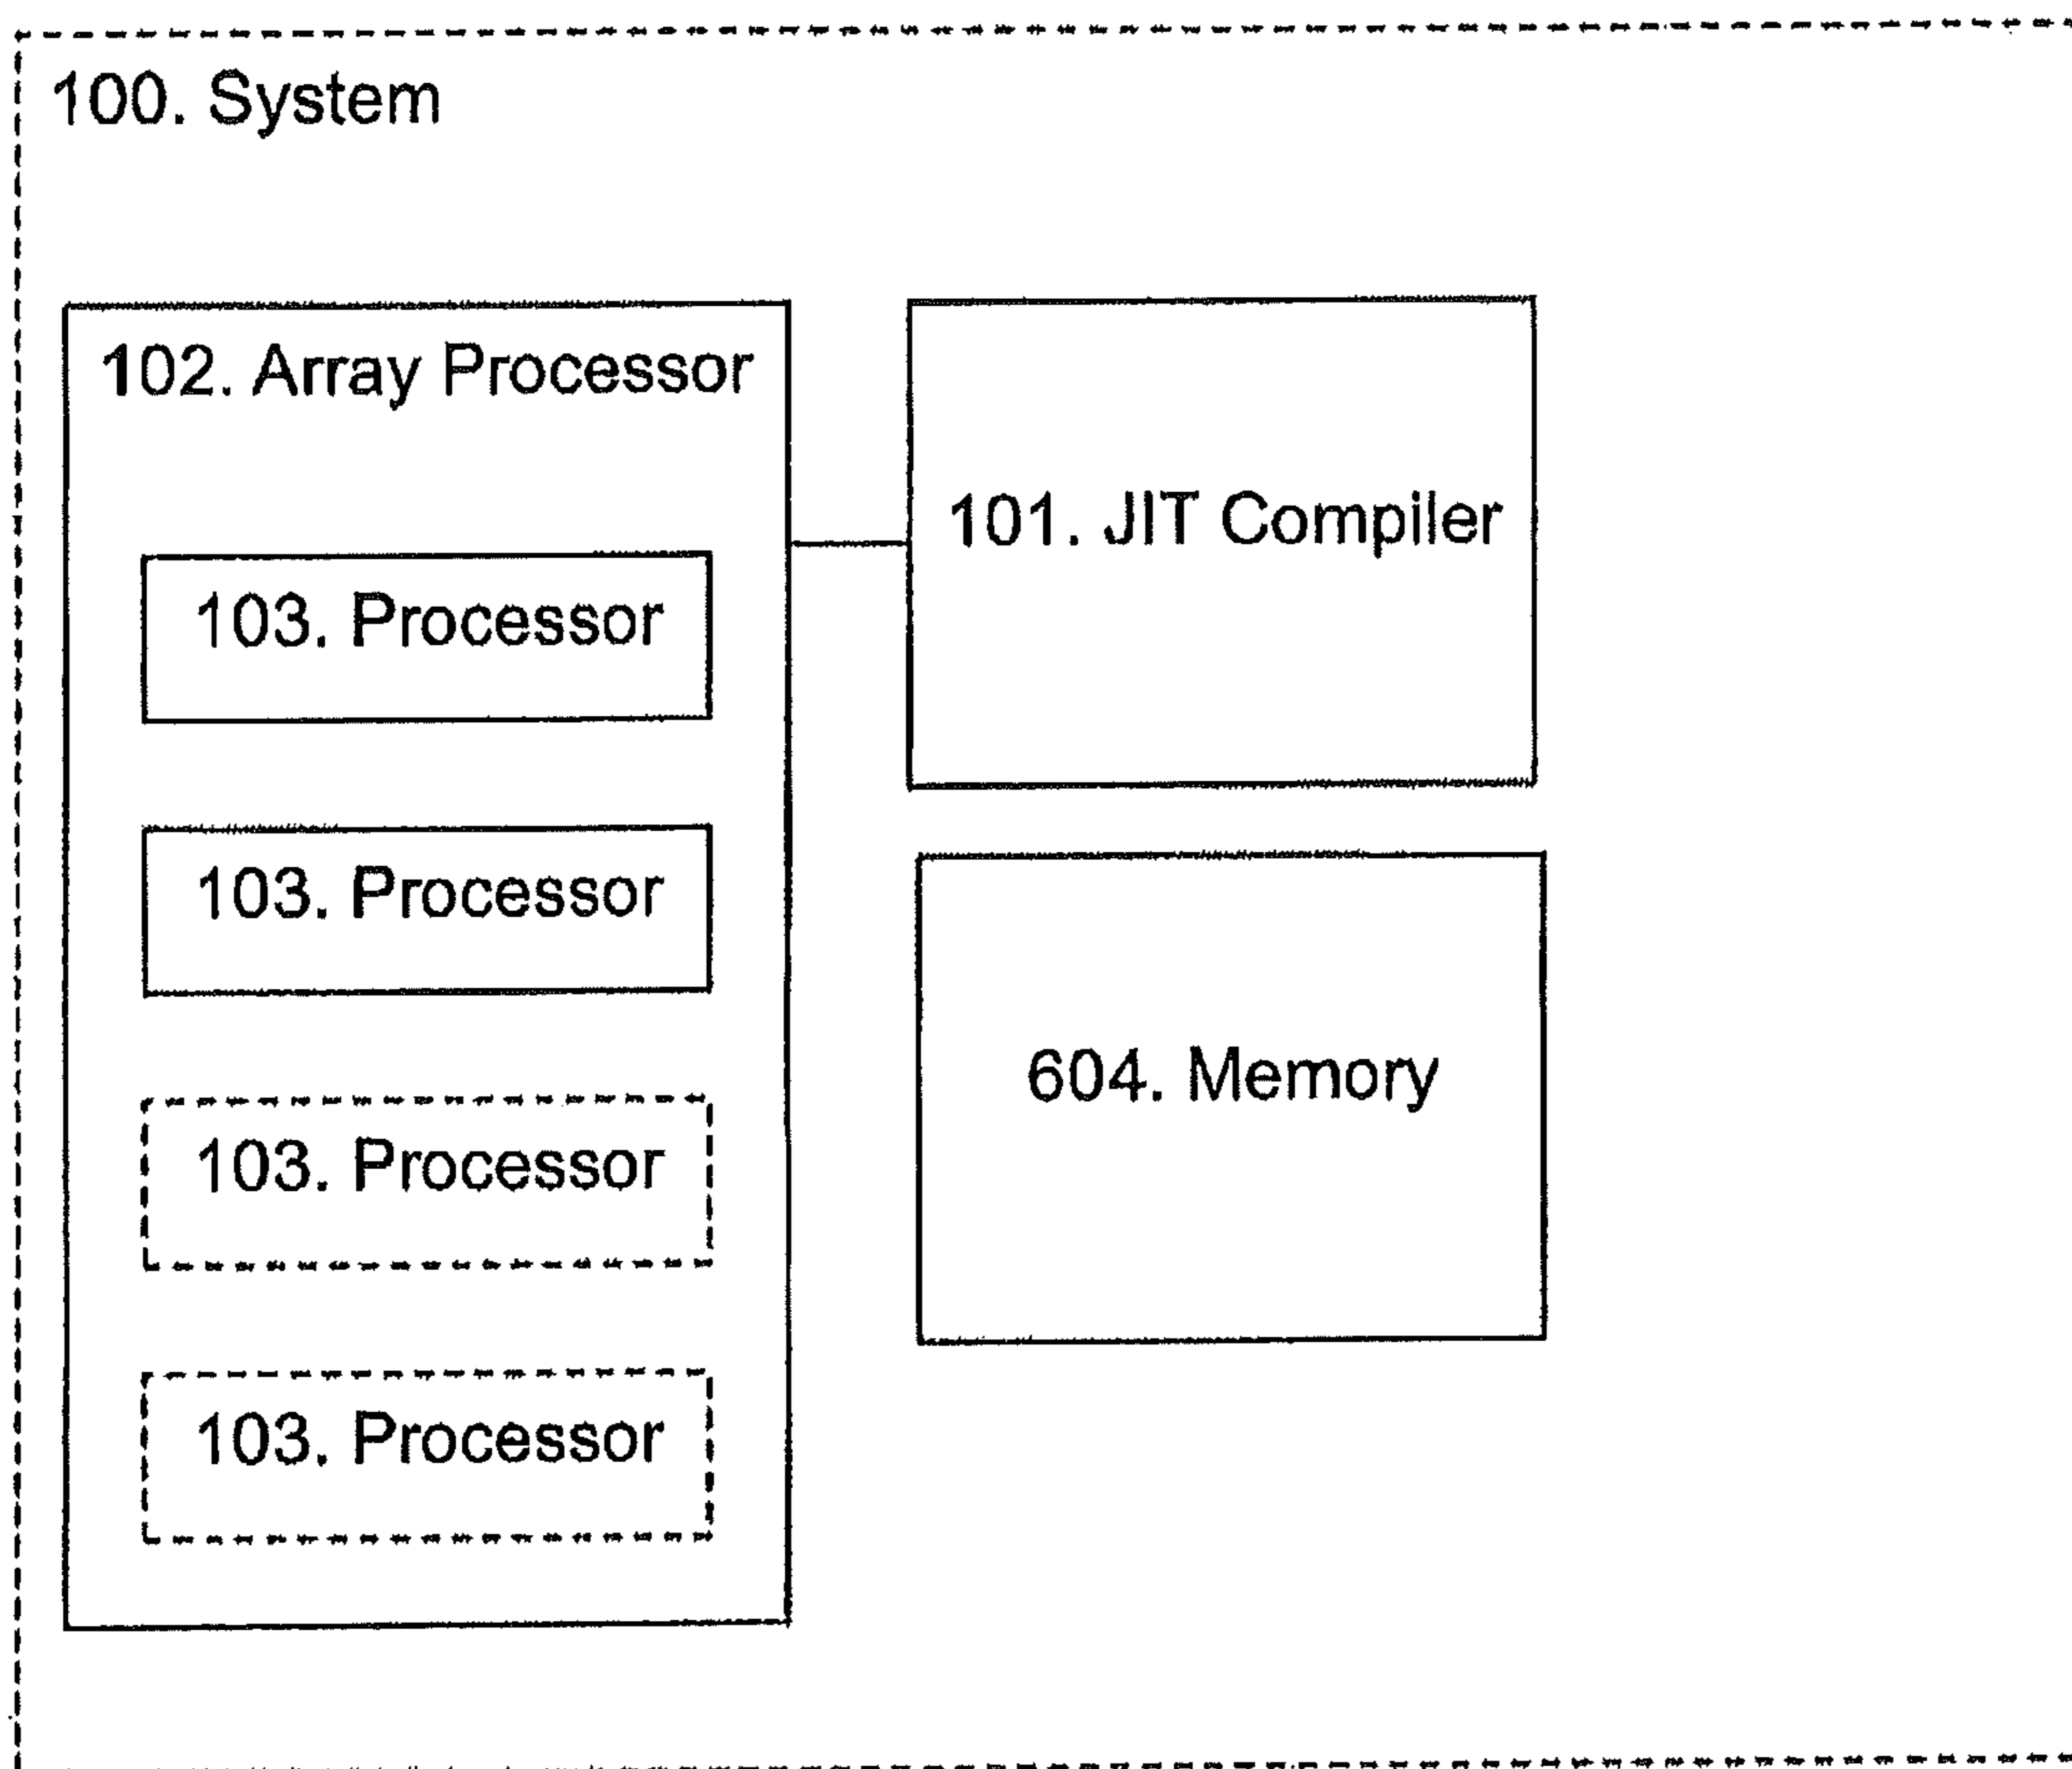 100. System
102. Array Processor
103. Processor
103. Processor
103. Processor
103. Processor
101. JIT Compiler
604. Memory